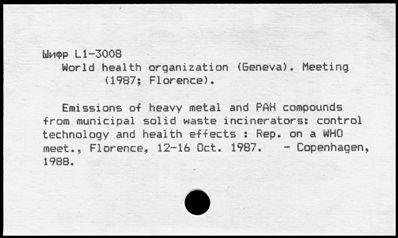 Шифр L1-3008
World health organization (Geneva). Meeting
(1987; Florence).
Emissions of heavy metal and PAH compounds
from municipal solid waste incinerators: control
technology and health effects : Rep. on a WHO
meet., Florence, 12-16 Oct. 1987. - Copenhagen,
1988.